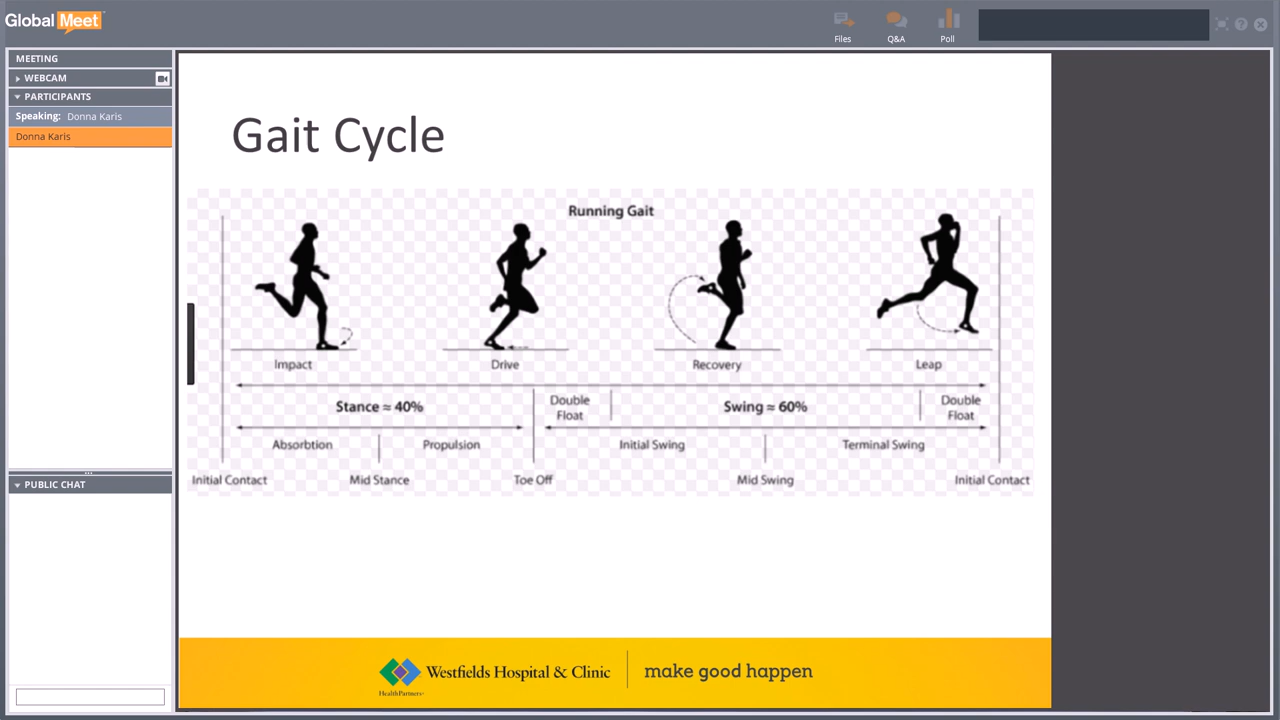 Global Meet
Files
Q&A
Poll
MEETING
WEBCAM
PARTICIPANTS
Speaking: Donna Karis
Donna Karis
PUBLIC CHAT
Gait Cycle
Running Gait
Impact
Drive
Recovery
Leap
Stance ≈ 40%
Double
Float
Swing ≈ 60%
Double
Float
Absorbtion
Propulsion
Initial Swing
Terminal Swing
Initial Contact
Mid Stance
Toe Off
Mid Swing
Initial Contact
Westfields Hospital & Clinic
make good happen
HealthPartners